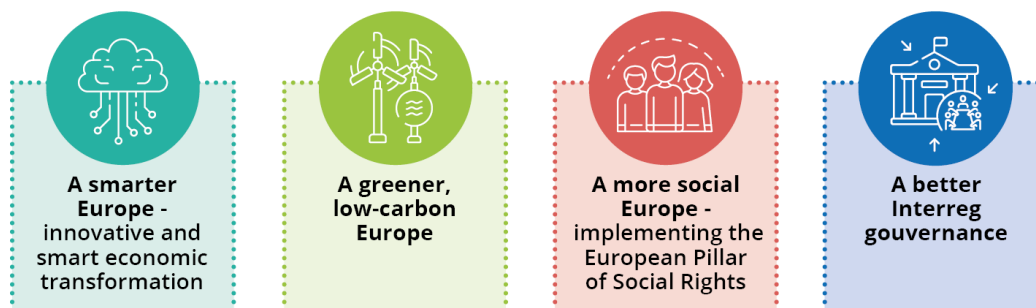 A smarter
Europe -
innovative and
smart economic
transformation
A greener,
low-carbon
Europe
A more social
Europe -
implementing the
European Pillar
of Social Rights
A better
Interreg
gouvernance